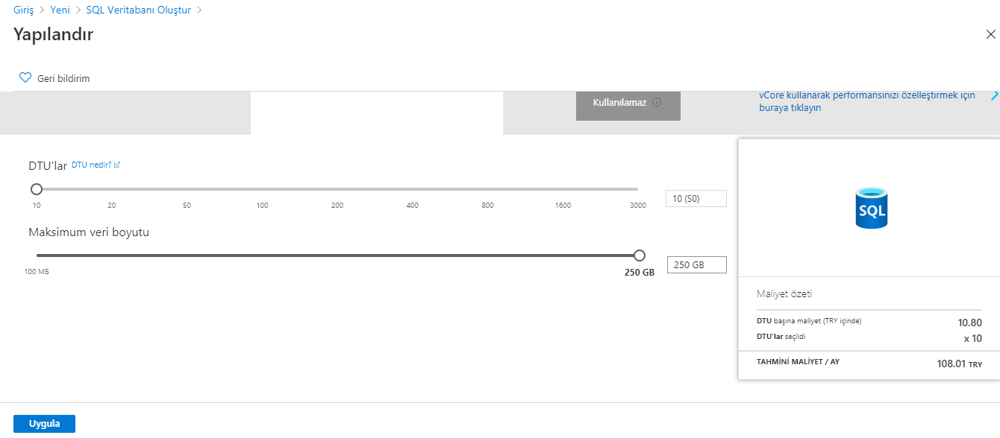 Giriş > Yeni > SQL Veritabanı Oluştur >
Yapılandır
Geri bildirim
Kullanılamaz
vCore kullanarak performansınızı özelleştirmek için
buraya tıklayın
DTU'lar DTU nedir?
10 20 50 100 200 400 800 1600 3000
10 (S0)
Maksimum veri boyutu
100 MB
250 GB
250 GB
SQL
Maliyet özeti
DTU başına maliyet (TRY içinde) 10.80
DTU'lar seçildi x 10
TAHMİNİ MALİYET / AY 108.01 TRY
Uygula